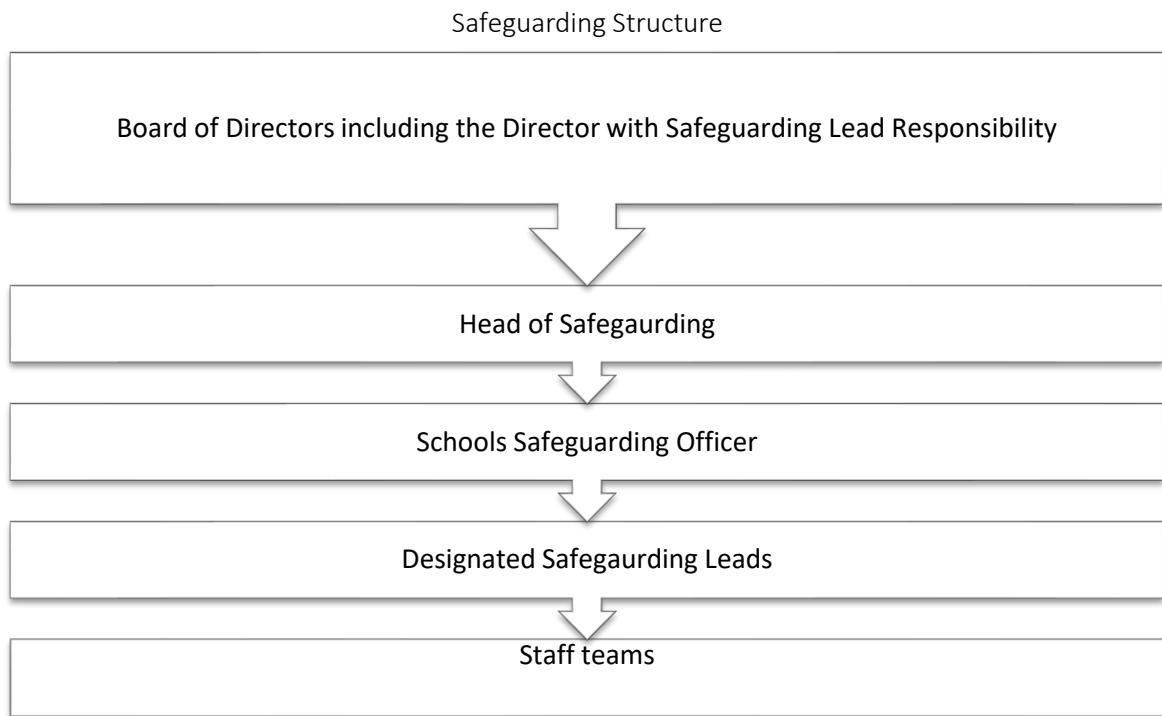 Safeguarding Structure
Board of Directors including the Director with Safeguarding Lead Responsibility
Head of Safegaurding
Schools Safeguarding Officer
Designated Safegaurding Leads
Staff teams